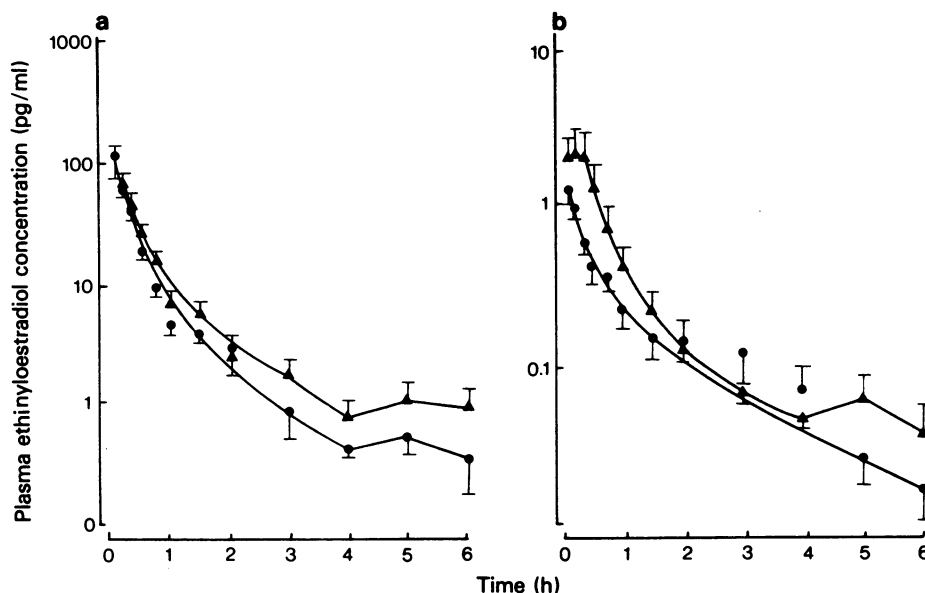 a
b
Plasma ethinyloestradiol concentration (pg/ml)
1000
100
10
1
0
0 1 2 3 4 5 6
10
1
0.1
0 1 2 3 4 5 6
Time (h)